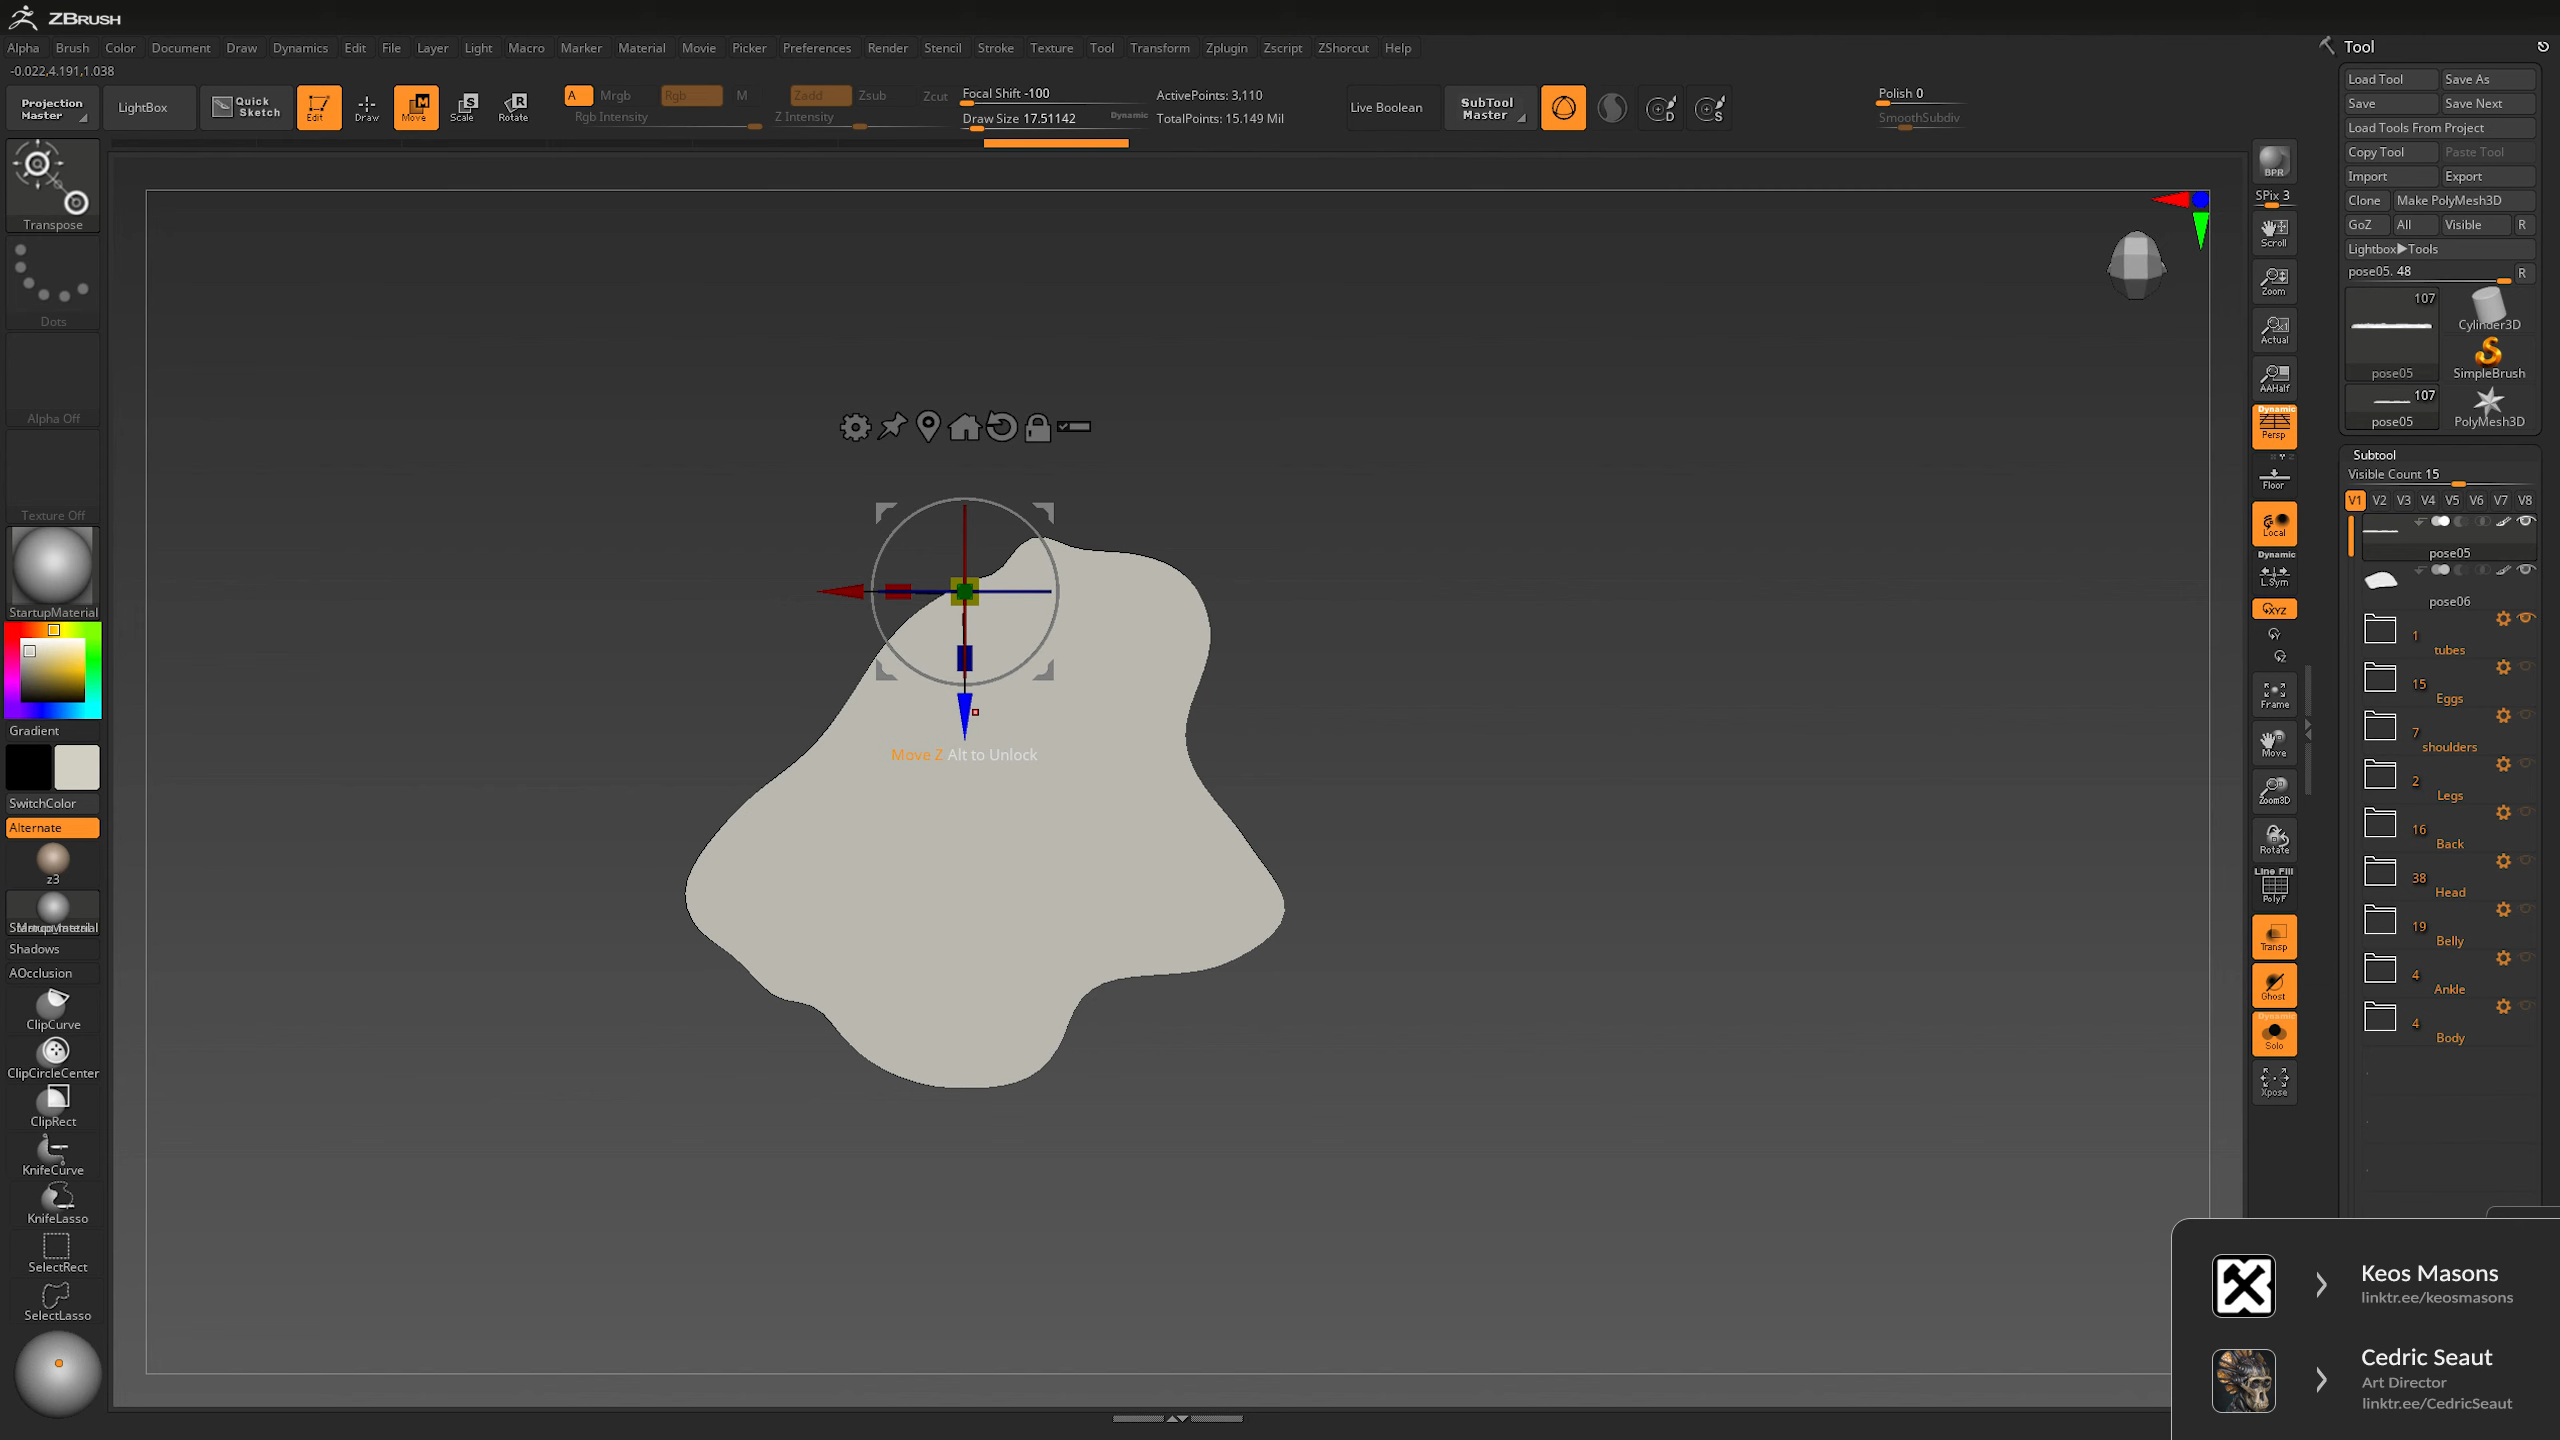 ZBRUSH
Alpha Brush Color Document Draw Dynamics Edit File Layer Light Macro Marker Material Movie Picker Preferences Render Stencil Stroke Texture Tool Transform Zplugin Zscript ZShorcut Help
-0.022,4.191,1.038
Projection Master
LightBox
Quick Sketch
Edit
Draw
Move
Scale
Rotate
A Mrgb Rgb M
Rgb Intensity
Zadd Zsub Zcut
Z Intensity
Focal Shift -100
Draw Size 17.51142
Dynamic
ActivePoints: 3,110
TotalPoints: 15.149 Mil
Live Boolean
SubTool Master
D
S
Polish 0
SmoothSubdiv
Transpose
Dots
Alpha Off
Texture Off
StartupMaterial
Gradient
SwitchColor
Alternate
z3
Shadows
AOcclusion
ClipCurve
ClipCircleCenter
ClipRect
KnifeCurve
KnifeLasso
SelectRect
SelectLasso
Move Z Alt to Unlock
BPR
SPix 3
Scroll
Zoom
Actual
AAHalf
Dynamic
Persp
Floor
Local
Dynamic
L.Sym
XYZ
Y
Z
Frame
Move
Zoom3D
Rotate
Line Fill
PolyF
Transp
Ghost
Dynamic
Solo
Xpose
Tool
Load Tool Save As
Save Save Next
Load Tools From Project
Copy Tool Paste Tool
Import Export
Clone Make PolyMesh3D
GoZ All Visible R
Lightbox▶Tools
pose05. 48 R
107
pose05
Cylinder3D
SimpleBrush
107
pose05
PolyMesh3D
Subtool
Visible Count 15
V1 V2 V3 V4 V5 V6 V7 V8
pose05
pose06
1 tubes
15 Eggs
7 shoulders
2 Legs
16 Back
38 Head
19 Belly
4 Ankle
4 Body
Keos Masons
linktr.ee/keosmasons
Cedric Seaut
Art Director
linktr.ee/CedricSeaut